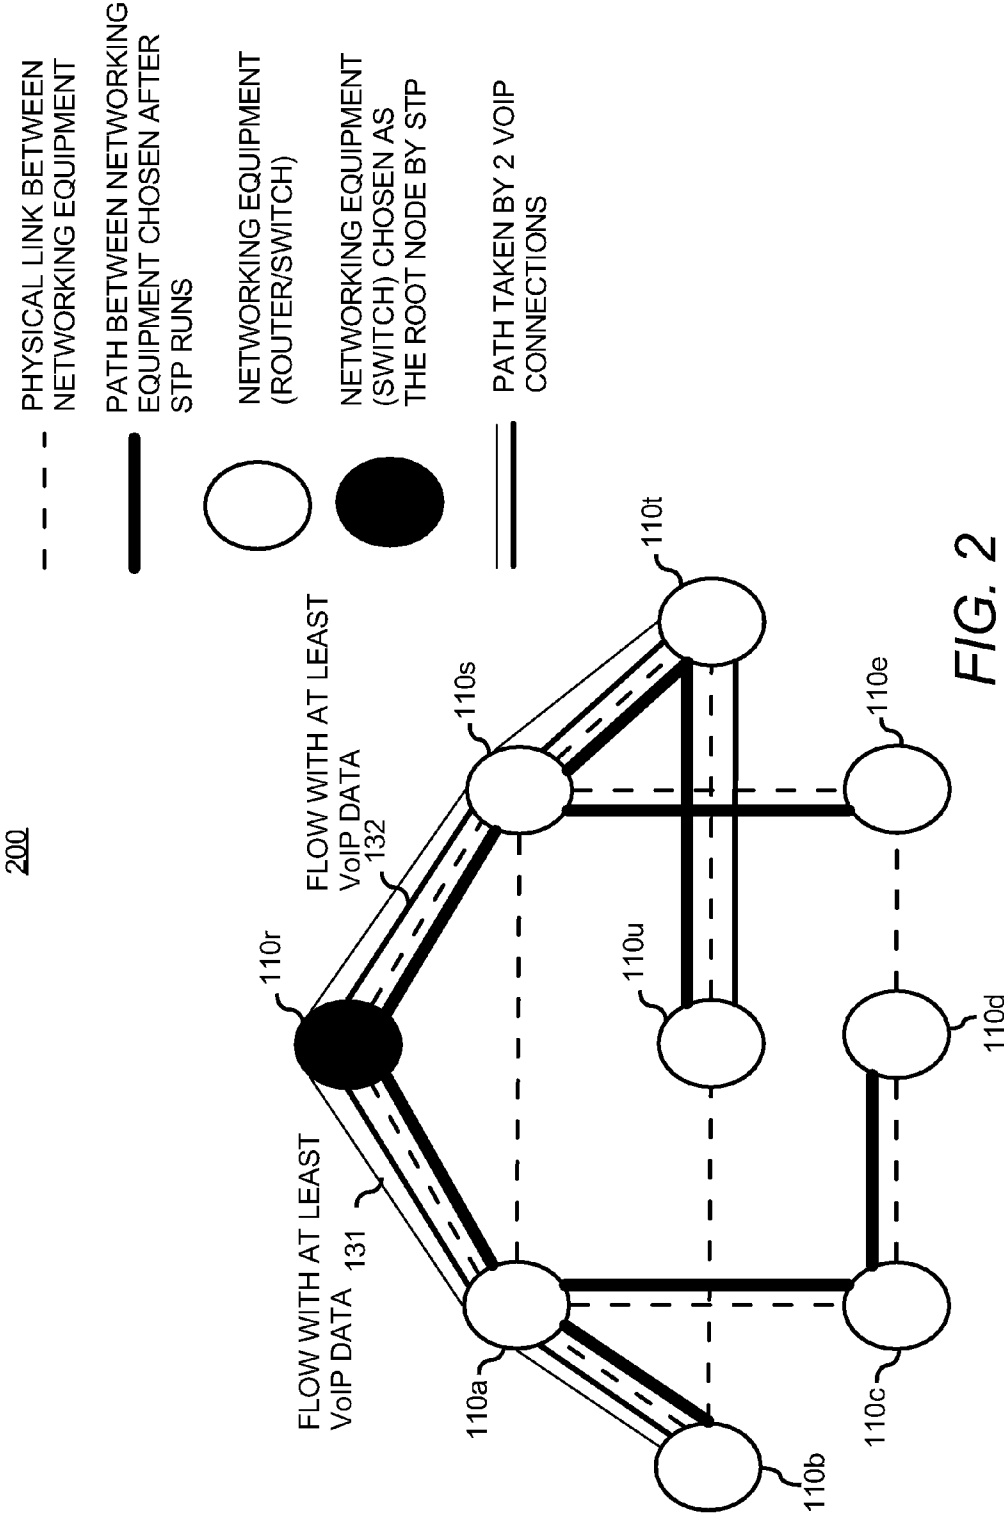 200
PHYSICAL LINK BETWEEN
NETWORKING EQUIPMENT
PATH BETWEEN NETWORKING
EQUIPMENT CHOSEN AFTER
STP RUNS
NETWORKING EQUIPMENT
(ROUTER/SWITCH)
NETWORKING EQUIPMENT
(SWITCH) CHOSEN AS
THE ROOT NODE BY STP
PATH TAKEN BY 2 VOIP
CONNECTIONS
FLOW WITH AT LEAST
VoIP DATA
131
FLOW WITH AT LEAST
VoIP DATA
132
110r
110s
110t
110a
110u
110b
110c
110d
110e
FIG. 2